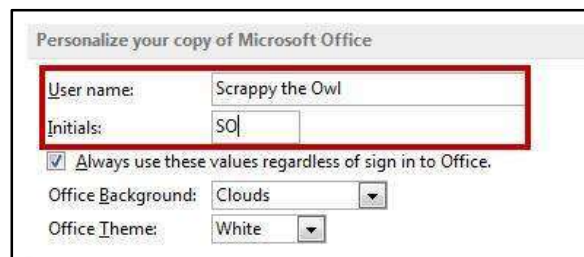 Personalize your copy of Microsoft Office
User name: Scrappy the Owl
Initials: SO
Always use these values regardless of sign in to Office.
Office Background: Clouds
Office Theme: White